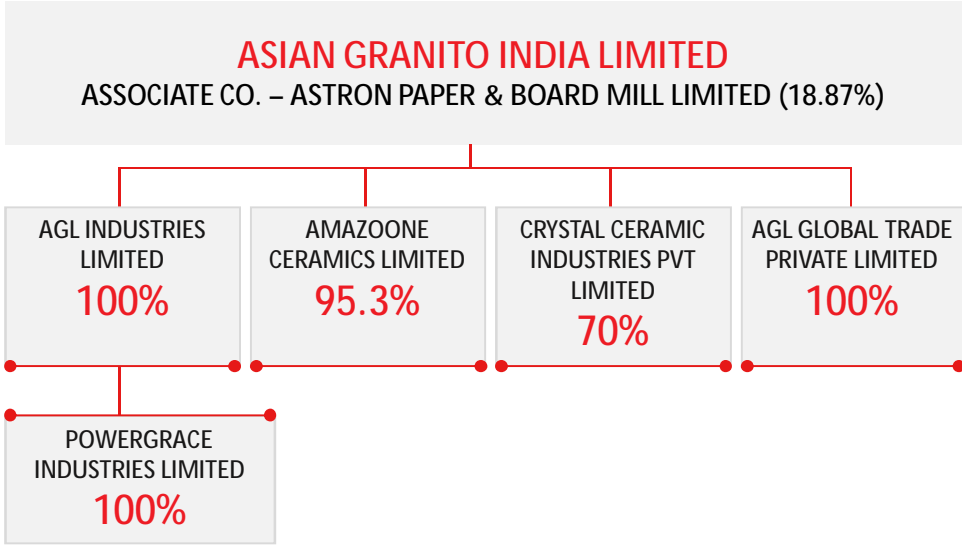 ASIAN GRANITO INDIA LIMITED
ASSOCIATE CO. – ASTRON PAPER & BOARD MILL LIMITED (18.87%)
AGL INDUSTRIES
LIMITED
100%
AMAZOONE
CERAMICS LIMITED
95.3%
CRYSTAL CERAMIC
INDUSTRIES PVT
LIMITED
70%
AGL GLOBAL TRADE
PRIVATE LIMITED
100%
POWERGRACE
INDUSTRIES LIMITED
100%